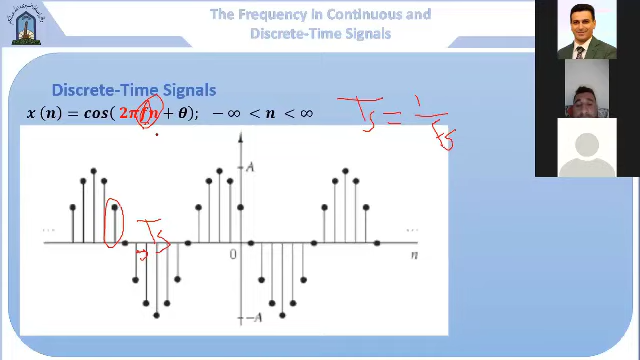 The Frequency in Continuous and
Discrete-Time Signals
Discrete-Time Signals
x (n) = cos( 2πfn + θ); −∞ < n < ∞
Ts = 1/Fs
A
Ts
... ...
0 n
−A